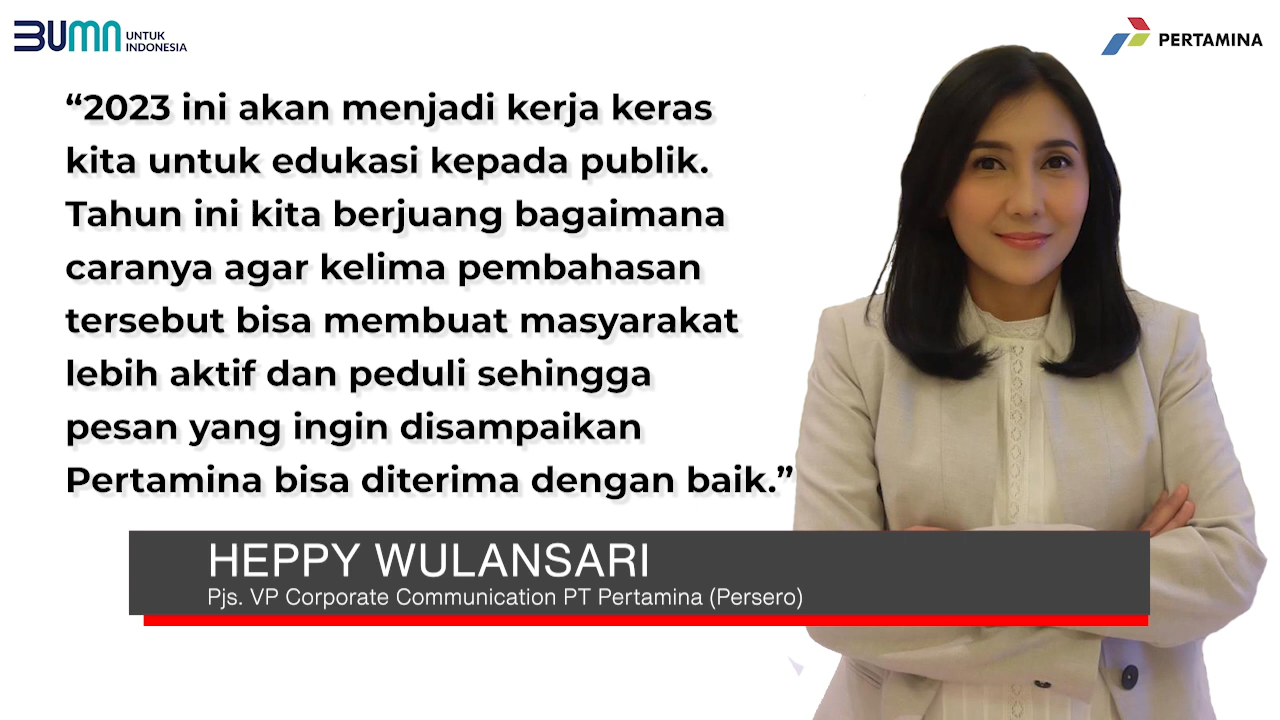 BUMN UNTUK
INDONESIA
PERTAMINA
“2023 ini akan menjadi kerja keras
kita untuk edukasi kepada publik.
Tahun ini kita berjuang bagaimana
caranya agar kelima pembahasan
tersebut bisa membuat masyarakat
lebih aktif dan peduli sehingga
pesan yang ingin disampaikan
Pertamina bisa diterima dengan baik.”
HEPPY WULANSARI
Pjs. VP Corporate Communication PT Pertamina (Persero)